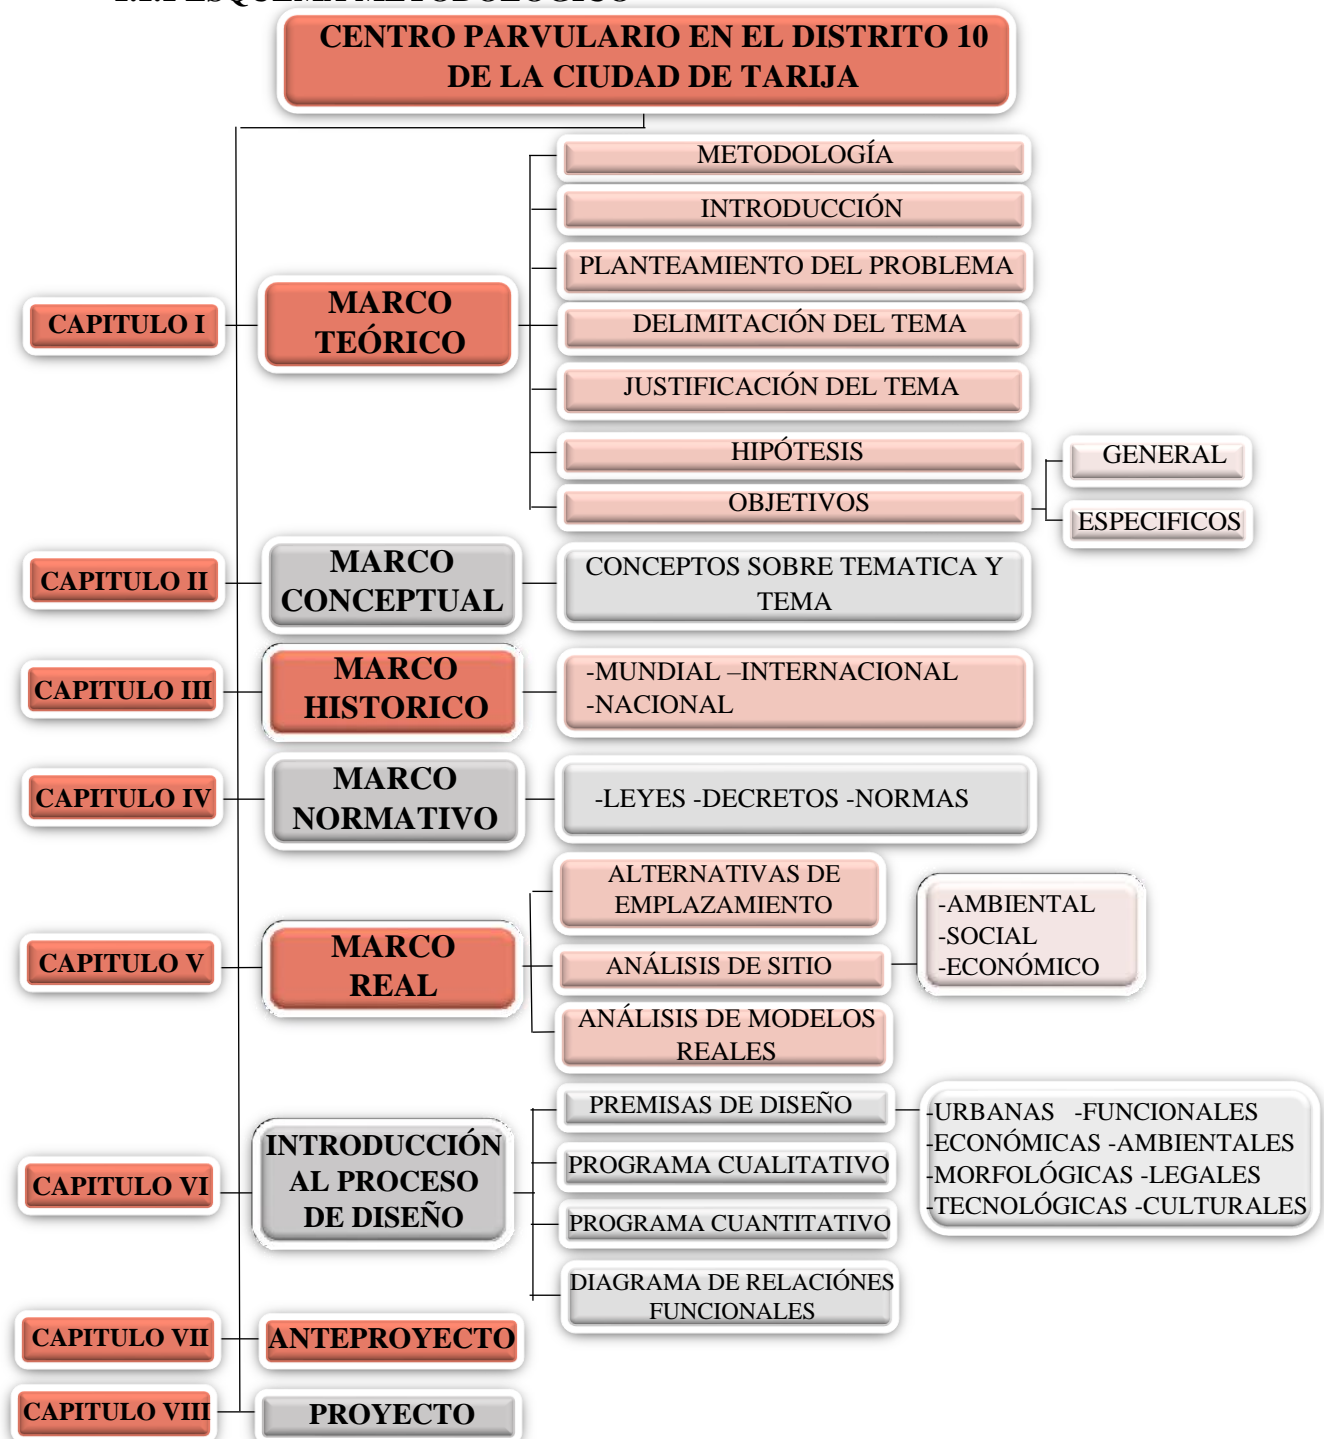 CENTRO PARVULARIO EN EL DISTRITO 10
DE LA CIUDAD DE TARIJA
CAPITULO I
MARCO
TEÓRICO
METODOLOGÍA
INTRODUCCIÓN
PLANTEAMIENTO DEL PROBLEMA
DELIMITACIÓN DEL TEMA
JUSTIFICACIÓN DEL TEMA
HIPÓTESIS
OBJETIVOS
GENERAL
ESPECIFICOS
CAPITULO II
MARCO
CONCEPTUAL
CONCEPTOS SOBRE TEMATICA Y
TEMA
CAPITULO III
MARCO
HISTORICO
-MUNDIAL –INTERNACIONAL
-NACIONAL
CAPITULO IV
MARCO
NORMATIVO
-LEYES -DECRETOS -NORMAS
CAPITULO V
MARCO
REAL
ALTERNATIVAS DE
EMPLAZAMIENTO
ANÁLISIS DE SITIO
-AMBIENTAL
-SOCIAL
-ECONÓMICO
ANÁLISIS DE MODELOS
REALES
CAPITULO VI
INTRODUCCIÓN
AL PROCESO
DE DISEÑO
PREMISAS DE DISEÑO
-URBANAS -FUNCIONALES
-ECONÓMICAS -AMBIENTALES
-MORFOLÓGICAS -LEGALES
-TECNOLÓGICAS -CULTURALES
PROGRAMA CUALITATIVO
PROGRAMA CUANTITATIVO
DIAGRAMA DE RELACIÓNES
FUNCIONALES
CAPITULO VII
ANTEPROYECTO
CAPITULO VIII
PROYECTO